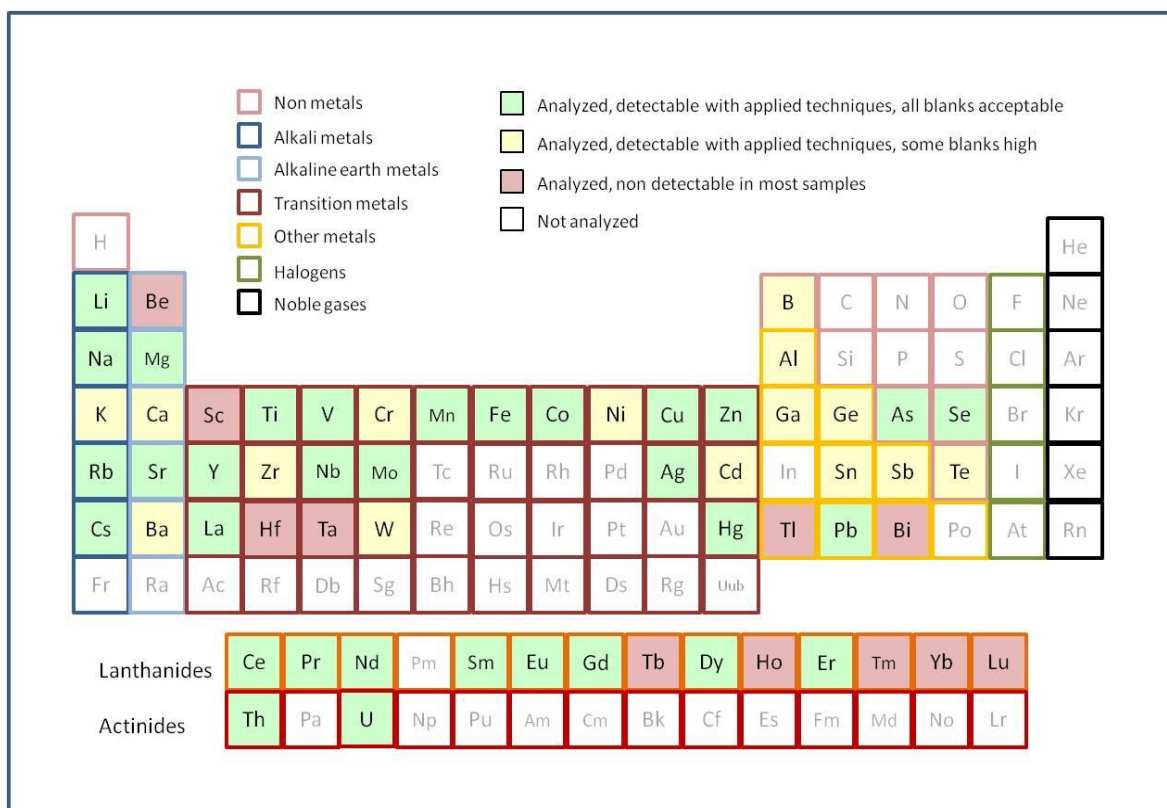 Non metals
Alkali metals
Alkaline earth metals
Transition metals
Other metals
Halogens
Noble gases
Analyzed, detectable with applied techniques, all blanks acceptable
Analyzed, detectable with applied techniques, some blanks high
Analyzed, non detectable in most samples
Not analyzed
H He
Li Be B C N O F Ne
Na Mg Al Si P S Cl Ar
K Ca Sc Ti V Cr Mn Fe Co Ni Cu Zn Ga Ge As Se Br Kr
Rb Sr Y Zr Nb Mo Tc Ru Rh Pd Ag Cd In Sn Sb Te I Xe
Cs Ba La Hf Ta W Re Os Ir Pt Au Hg Tl Pb Bi Po At Rn
Fr Ra Ac Rf Db Sg Bh Hs Mt Ds Rg Uub
Lanthanides Ce Pr Nd Pm Sm Eu Gd Tb Dy Ho Er Tm Yb Lu
Actinides Th Pa U Np Pu Am Cm Bk Cf Es Fm Md No Lr